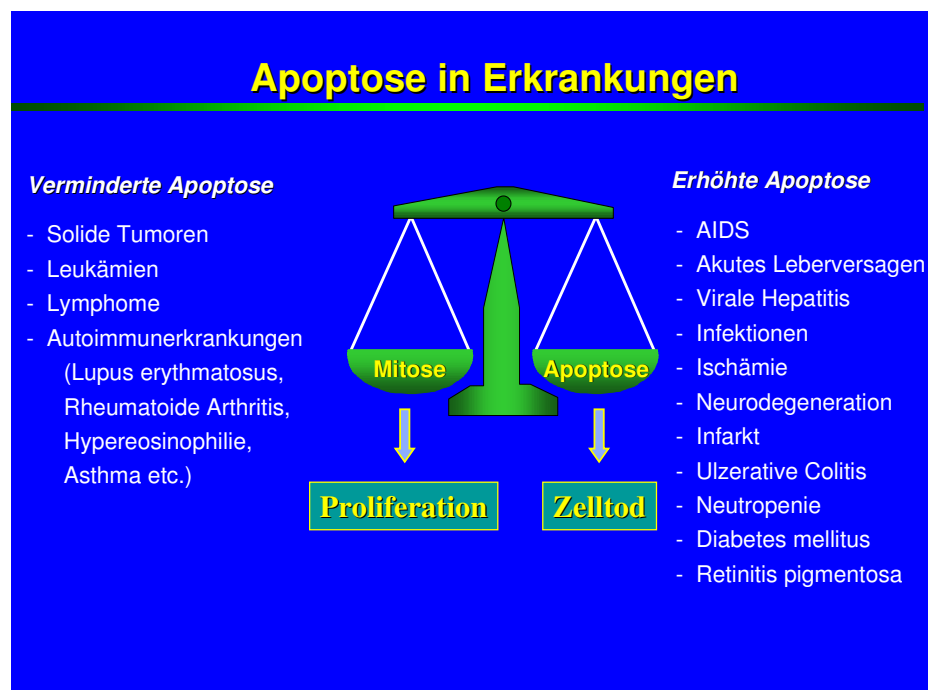 Apoptose in Erkrankungen
Verminderte Apoptose
- Solide Tumoren
- Leukämien
- Lymphome
- Autoimmunerkrankungen
(Lupus erythmatosus,
Rheumatoide Arthritis,
Hypereosinophilie,
Asthma etc.)
Mitose
Apoptose
Proliferation
Zelltod
Erhöhte Apoptose
- AIDS
- Akutes Leberversagen
- Virale Hepatitis
- Infektionen
- Ischämie
- Neurodegeneration
- Infarkt
- Ulzerative Colitis
- Neutropenie
- Diabetes mellitus
- Retinitis pigmentosa